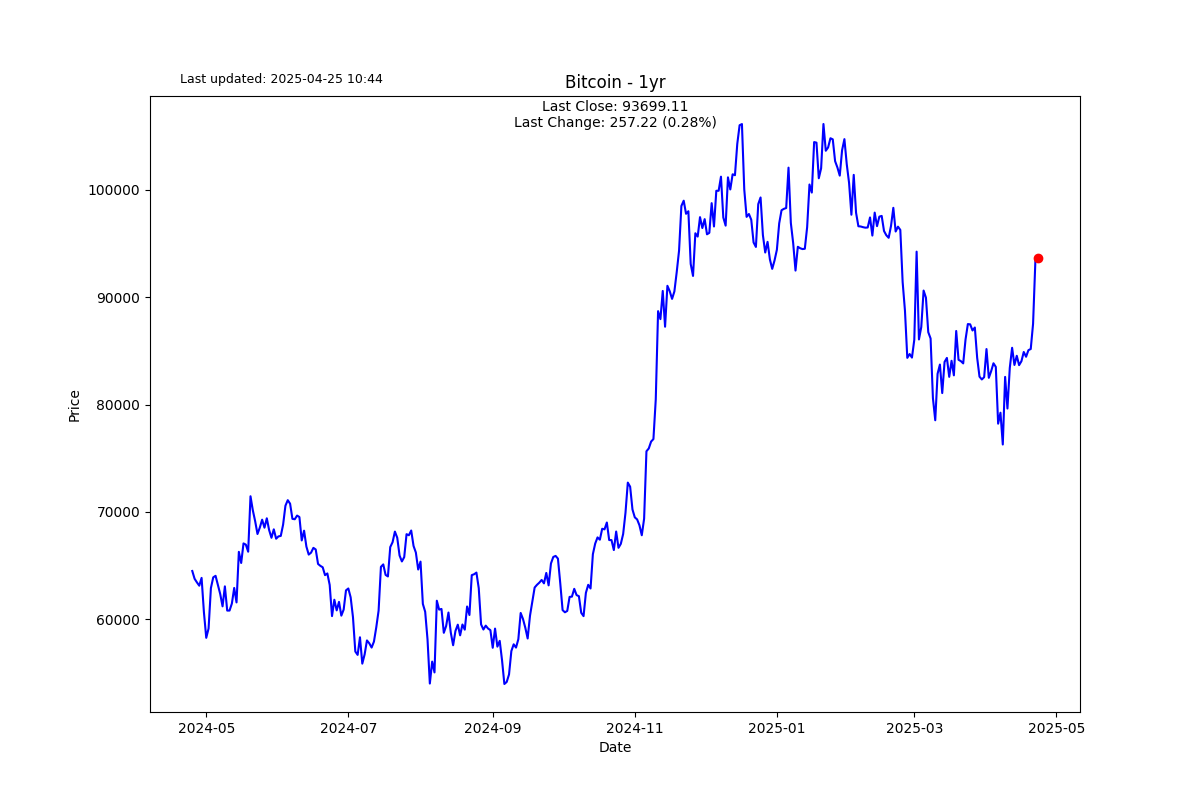 Last updated: 2025-04-25 10:44
Bitcoin - 1yr
Last Close: 93699.11
Last Change: 257.22 (0.28%)
100000
90000
80000
70000
60000
Price
2024-05
2024-07
2024-09
2024-11
2025-01
2025-03
2025-05
Date